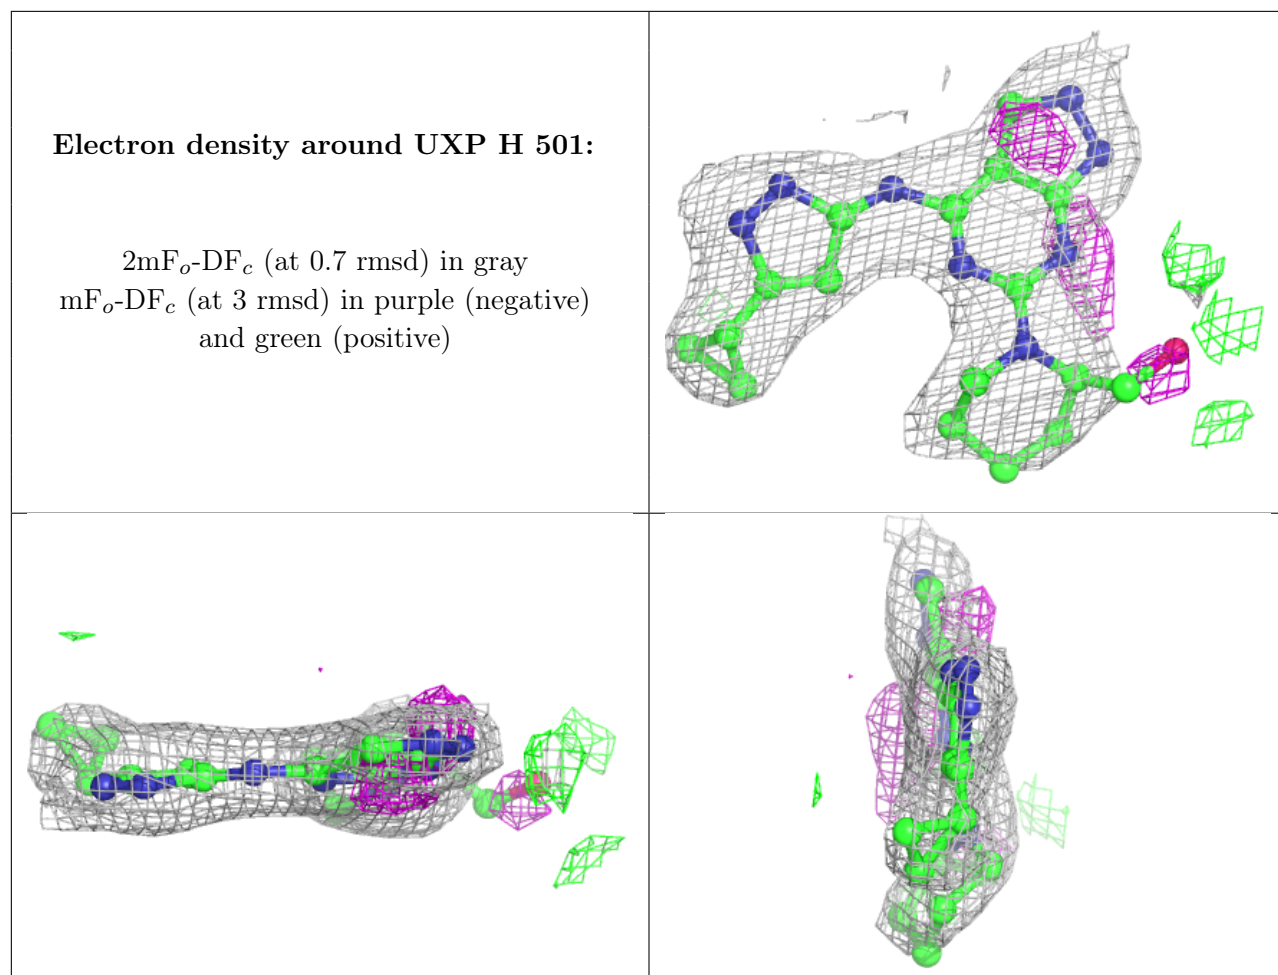 Electron density around UXP H 501:
2mFo-DFc (at 0.7 rmsd) in gray
mFo-DFc (at 3 rmsd) in purple (negative)
and green (positive)